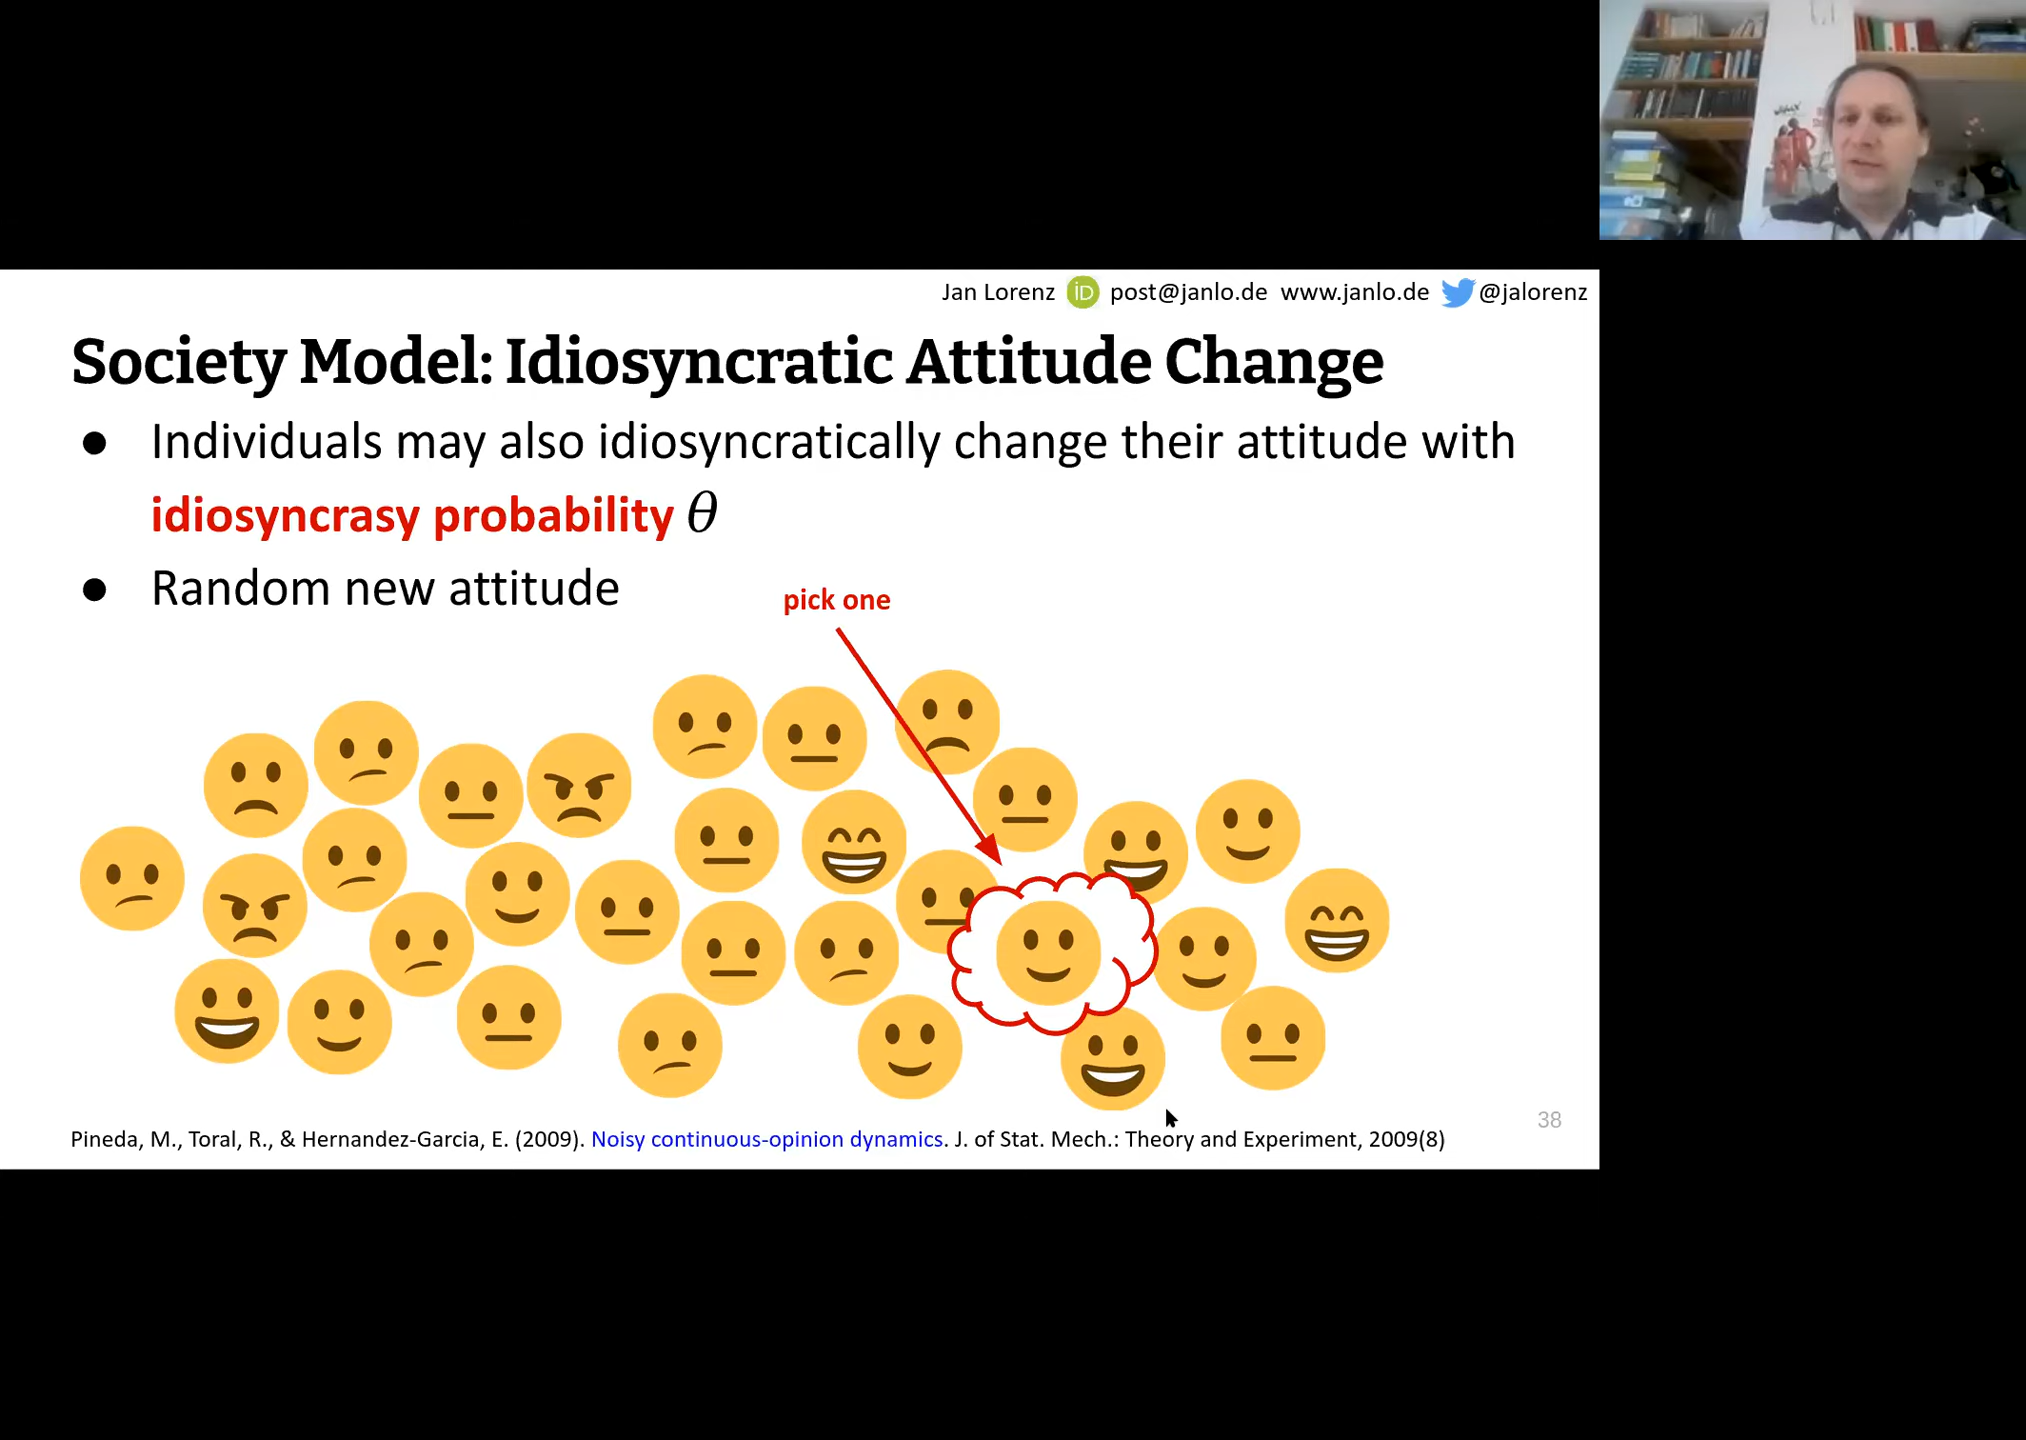 Jan Lorenz iD post@janlo.de www.janlo.de @jalorenz
Society Model: Idiosyncratic Attitude Change
● Individuals may also idiosyncratically change their attitude with
idiosyncrasy probability θ
● Random new attitude
pick one
38
Pineda, M., Toral, R., & Hernandez-Garcia, E. (2009). Noisy continuous-opinion dynamics. J. of Stat. Mech.: Theory and Experiment, 2009(8)